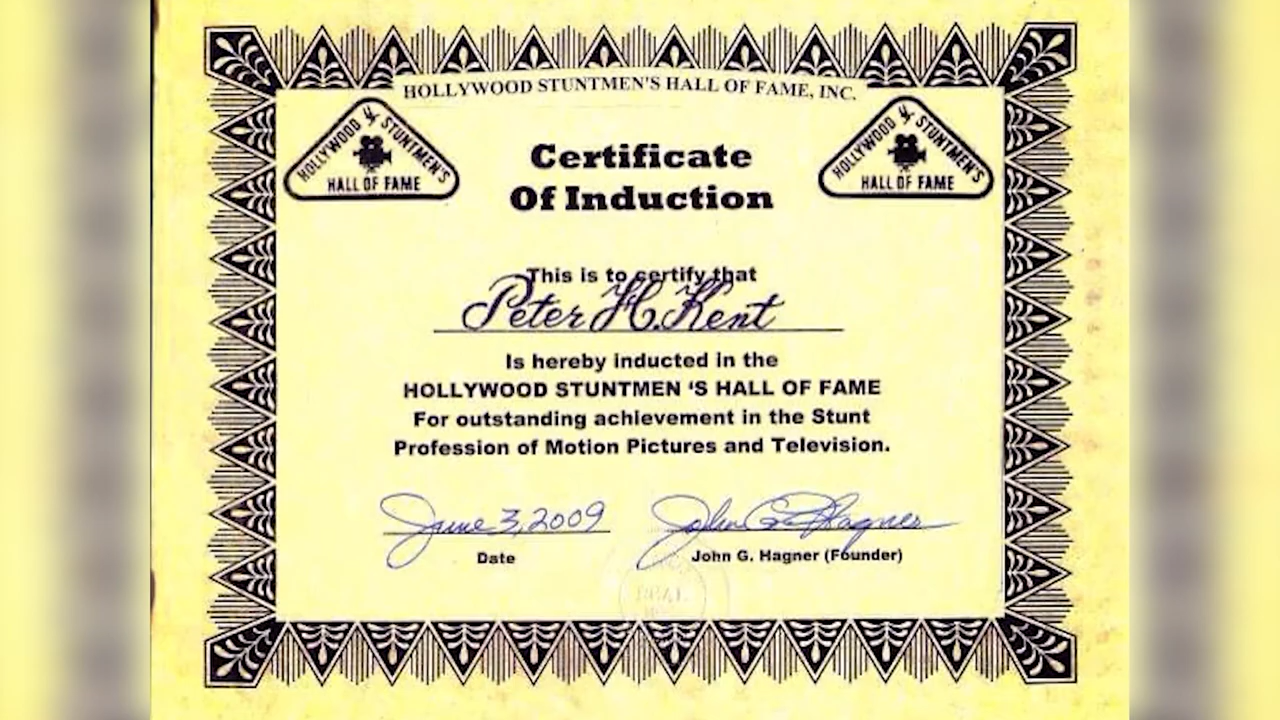 HOLLYWOOD STUNTMEN'S HALL OF FAME, INC.
HOLLYWOOD STUNTMEN'S
HALL OF FAME
HOLLYWOOD STUNTMEN'S
HALL OF FAME
Certificate
Of Induction
This is to certify that
Peter H. Kent
Is hereby inducted in the
HOLLYWOOD STUNTMEN 'S HALL OF FAME
For outstanding achievement in the Stunt
Profession of Motion Pictures and Television.
June 3, 2009
John G. Hagner
Date
John G. Hagner (Founder)